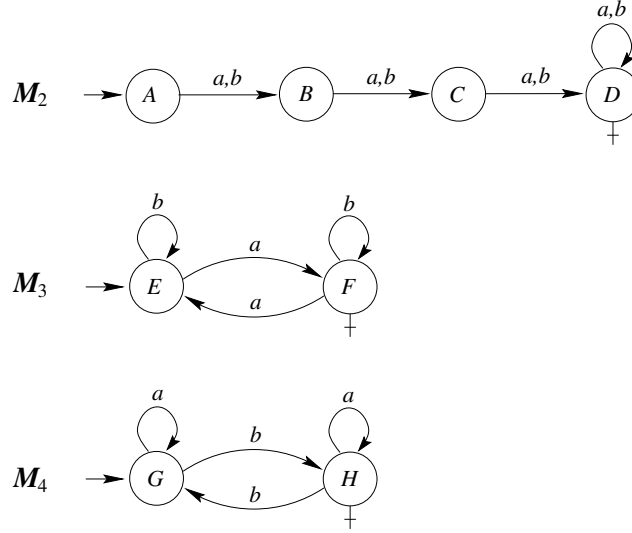 a,b
M2 A a,b B a,b C a,b D
b b
a
M3 E F
a
a a
b
M4 G H
b